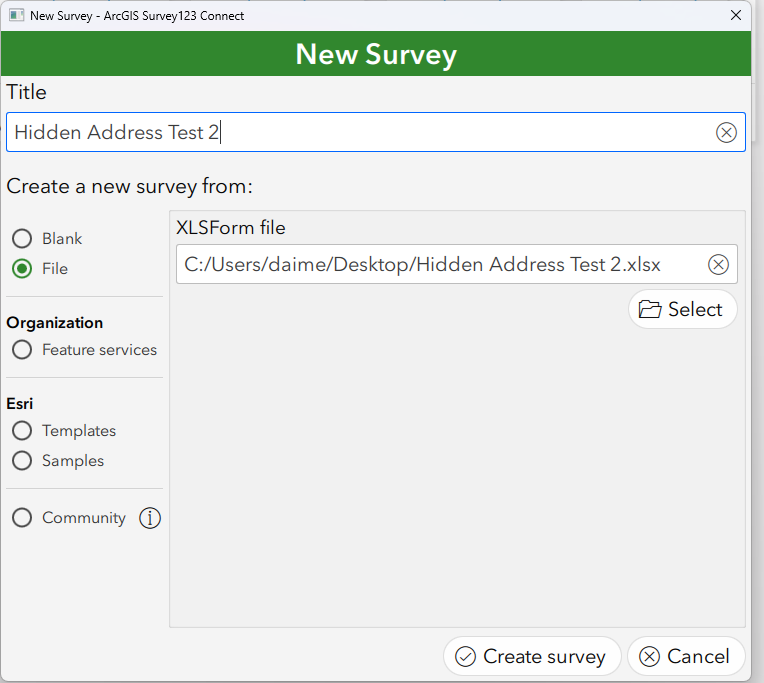 New Survey - ArcGIS Survey123 Connect
New Survey
Title
Hidden Address Test 2
Create a new survey from:
Blank
File
Organization
Feature services
Esri
Templates
Samples
Community
XLSForm file
C:/Users/daime/Desktop/Hidden Address Test 2.xlsx
Select
Create survey
Cancel